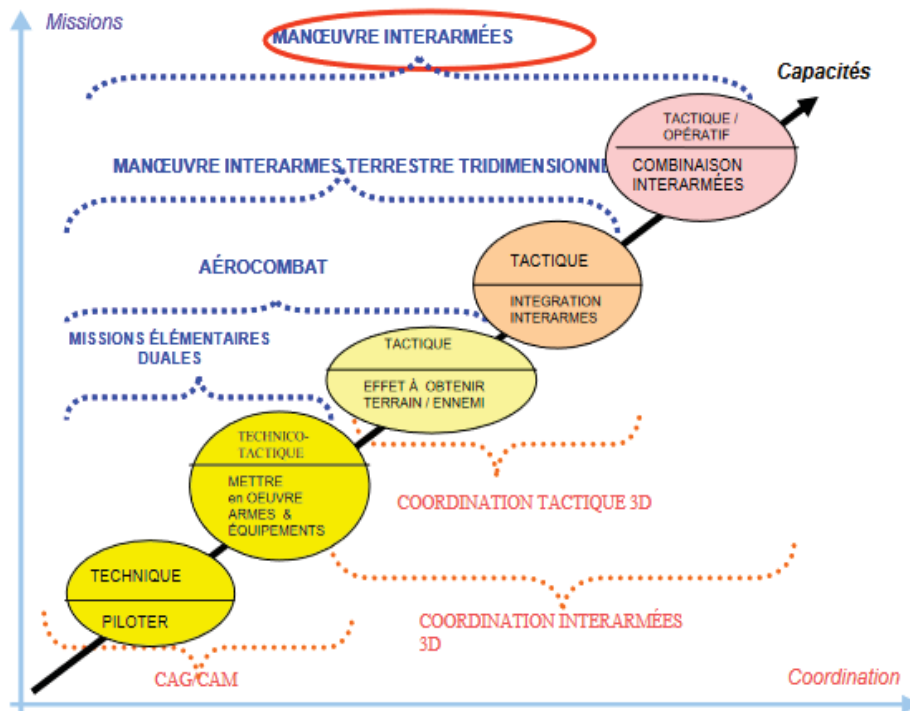 Missions
MANŒUVRE INTERARMÉES
Capacités
TACTIQUE /
OPÉRATIF
COMBINAISON
INTERARMÉES
MANŒUVRE INTERARMES TERRESTRE TRIDIMENSIONNE
TACTIQUE
INTEGRATION
INTERARMES
AÉROCOMBAT
MISSIONS ÉLÉMENTAIRES
DUALES
TACTIQUE
EFFET À OBTENIR
TERRAIN / ENNEMI
TECHNICO-
TACTIQUE
METTRE
en OEUVRE
ARMES &
ÉQUIPEMENTS
COORDINATION TACTIQUE 3D
TECHNIQUE
PILOTER
COORDINATION INTERARMÉES
3D
CAG/CAM
Coordination